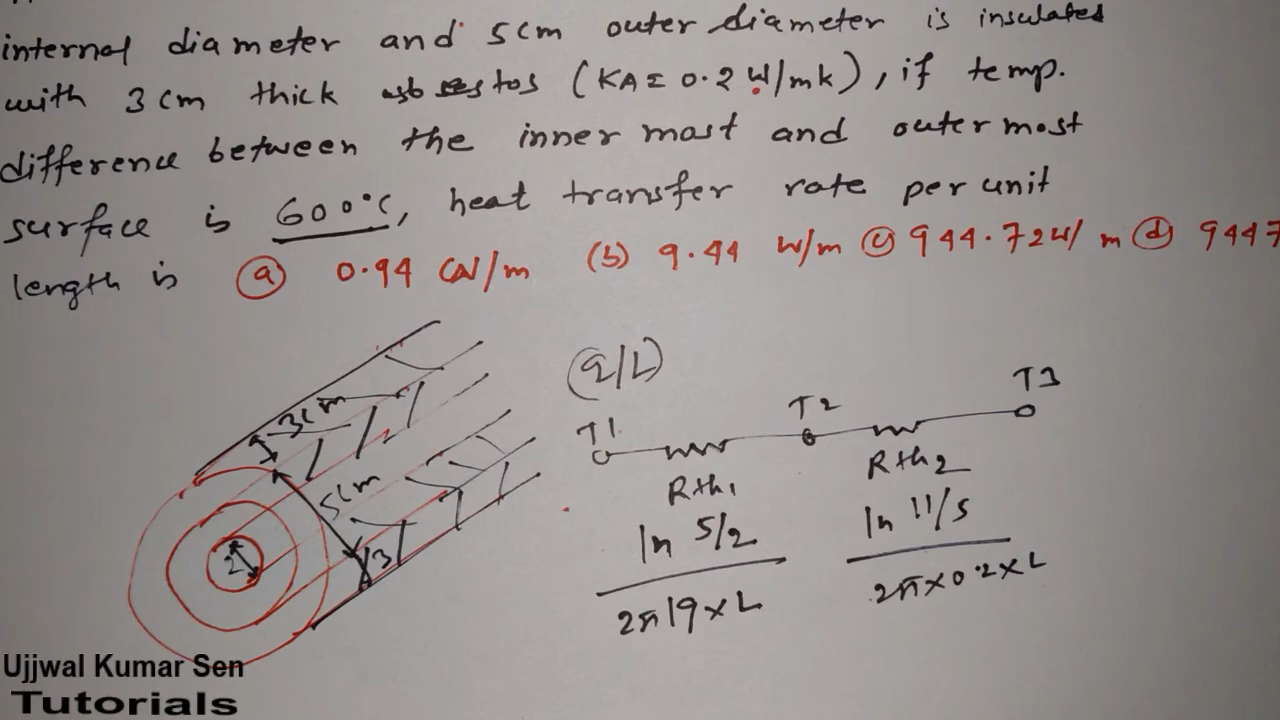 internal diameter and 5cm outer diameter is insulated
with 3cm thick asbestos (KA = 0.2 W/mk), if temp.
difference between the inner most and outer most
surface is 600°C, heat transfer rate per unit
length is (a) 0.94 W/m (b) 9.44 W/m (c) 944.72 W/m (d) 9447
(q/L)
T1 T2 T3
Rth1 Rth2
ln 5/2 ln 11/5
2π19×L 2π×0.2×L
3cm
5cm
2
3
Ujjwal Kumar Sen
Tutorials